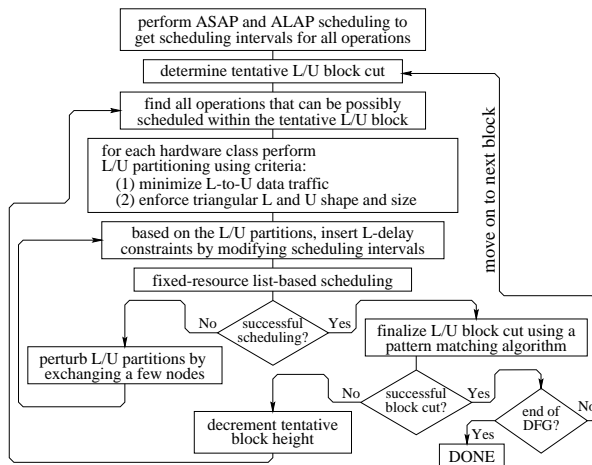 perform ASAP and ALAP scheduling to
get scheduling intervals for all operations
determine tentative L/U block cut
find all operations that can be possibly
scheduled within the tentative L/U block
for each hardware class perform
L/U partitioning using criteria:
(1) minimize L-to-U data traffic
(2) enforce triangular L and U shape and size
move on to next block
based on the L/U partitions, insert L-delay
constraints by modifying scheduling intervals
fixed-resource list-based scheduling
No
successful
scheduling?
Yes
finalize L/U block cut using a
pattern matching algorithm
perturb L/U partitions by
exchanging a few nodes
No
successful
block cut?
Yes
decrement tentative
block height
end of
DFG?
No
Yes
DONE